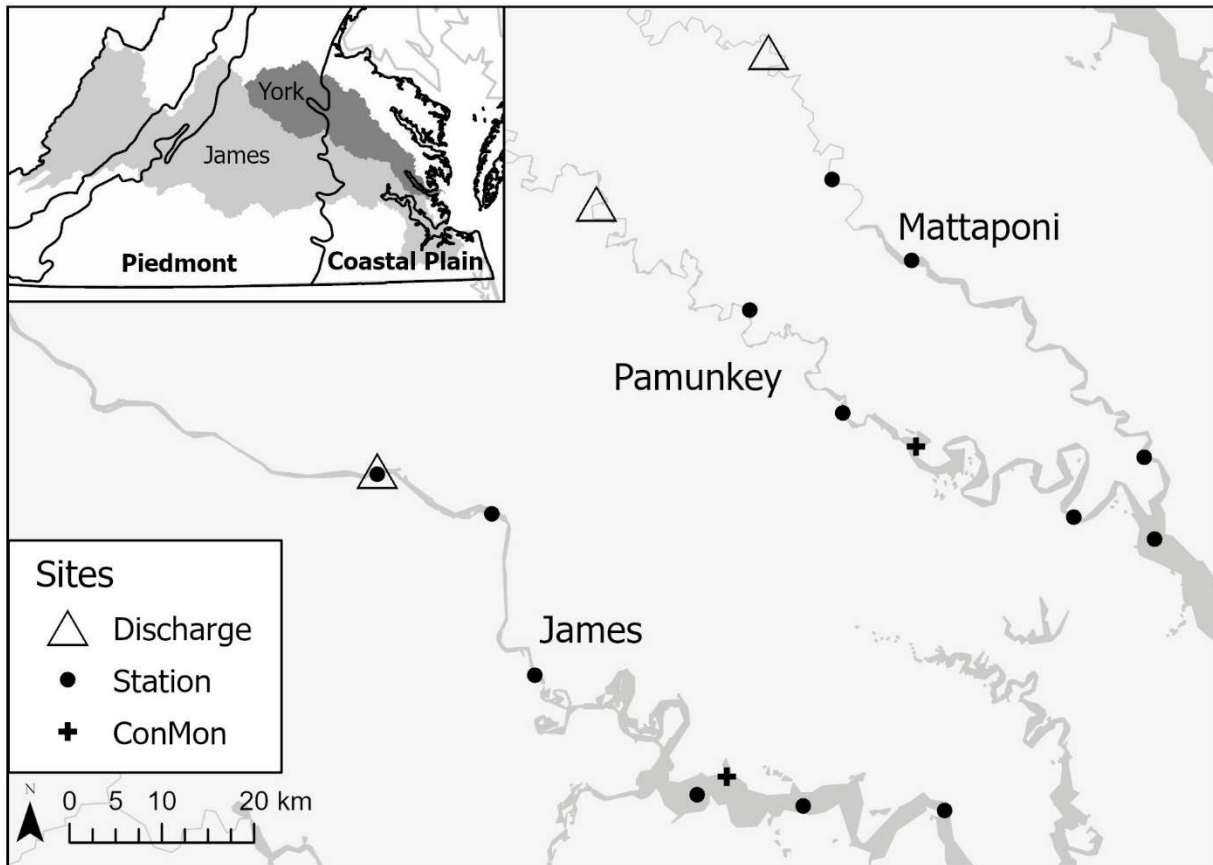 York
James
Piedmont
Coastal Plain
Mattaponi
Pamunkey
James
Sites
Discharge
Station
ConMon
N
0 5 10 20 km